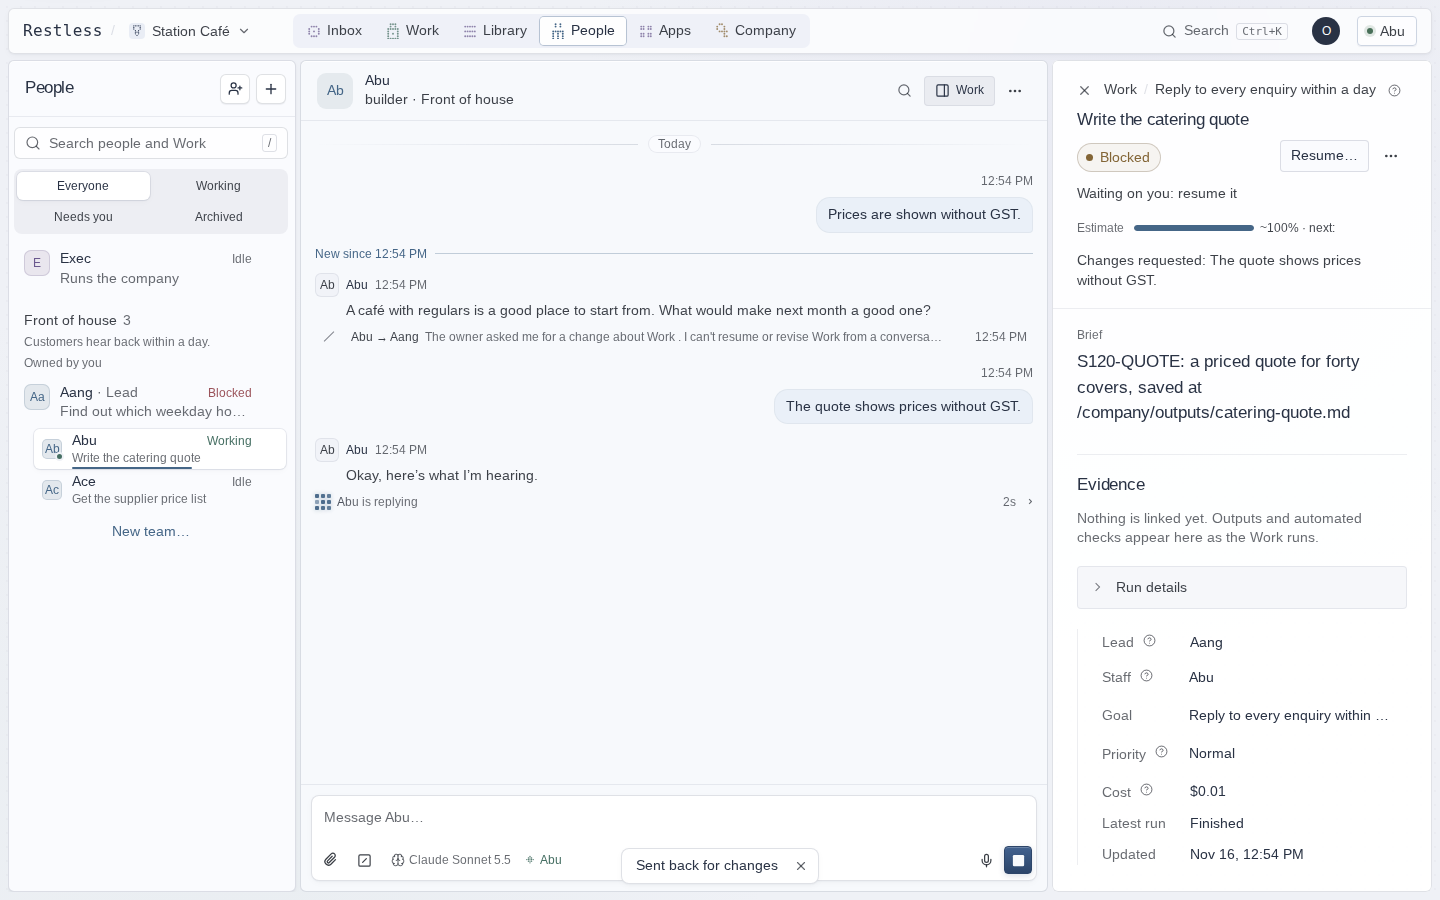 Restless / Station Café
Inbox
Work
Library
People
Apps
Company
Search Ctrl+K
O
Abu
People
Search people and Work /
Everyone
Working
Needs you
Archived
E
Exec
Idle
Runs the company
Front of house 3
Customers hear back within a day.
Owned by you
Aa
Aang · Lead
Blocked
Find out which weekday ho…
Ab
Abu
Working
Write the catering quote
Ac
Ace
Idle
Get the supplier price list
New team…
Ab
Abu
builder · Front of house
Work
Today
12:54 PM
Prices are shown without GST.
New since 12:54 PM
Ab Abu 12:54 PM
A café with regulars is a good place to start from. What would make next month a good one?
Abu → Aang The owner asked me for a change about Work . I can't resume or revise Work from a conversa… 12:54 PM
12:54 PM
The quote shows prices without GST.
Ab Abu 12:54 PM
Okay, here’s what I’m hearing.
Abu is replying 2s
Message Abu…
Claude Sonnet 5.5
Abu
Sent back for changes
Work / Reply to every enquiry within a day
Write the catering quote
Blocked
Resume…
Waiting on you: resume it
Estimate ~100% · next:
Changes requested: The quote shows prices
without GST.
Brief
S120-QUOTE: a priced quote for forty
covers, saved at
/company/outputs/catering-quote.md
Evidence
Nothing is linked yet. Outputs and automated
checks appear here as the Work runs.
Run details
Lead Aang
Staff Abu
Goal Reply to every enquiry within …
Priority Normal
Cost $0.01
Latest run Finished
Updated Nov 16, 12:54 PM